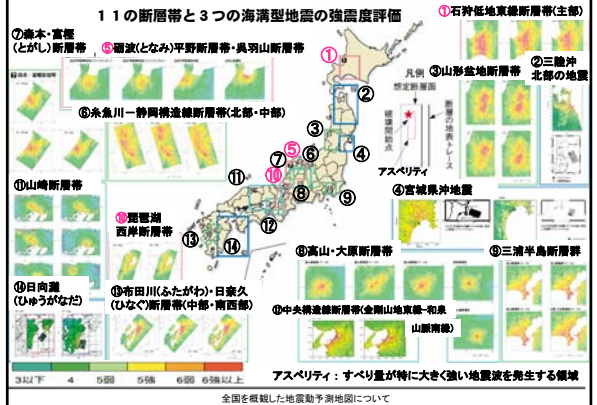 １１の断層帯と３つの海溝型地震の強震度評価
⑦森本・富樫
(とがし)断層帯
⑤砺波(となみ)平野断層帯・呉羽山断層帯
①石狩低地東縁断層帯(主部)
③山形盆地断層帯
②三陸沖
北部の地震
⑥糸魚川－静岡構造線断層帯(北部・中部)
凡例
想定断層面
破壊開始点
断層の地表トレース
アスペリティ
①
②
③
④
⑤
⑥
⑦
⑧
⑨
⑩
⑪
⑫
⑬
⑭
⑪山崎断層帯
⑩琵琶湖
西岸断層帯
④宮城県沖地震
⑧高山・大原断層帯
⑨三浦半島断層群
⑭日向灘
(ひゅうがなだ)
⑬布田川(ふたがわ)・日奈久
(ひなぐ)断層帯(中部・南西部)
⑫中央構造線断層帯(金剛山地東縁-和泉
山脈南縁)
3以下 4 5弱 5強 6弱 6強以上
アスペリティ：すべり量が特に大きく強い地震波を発生する領域
全国を概観した地震動予測地図について